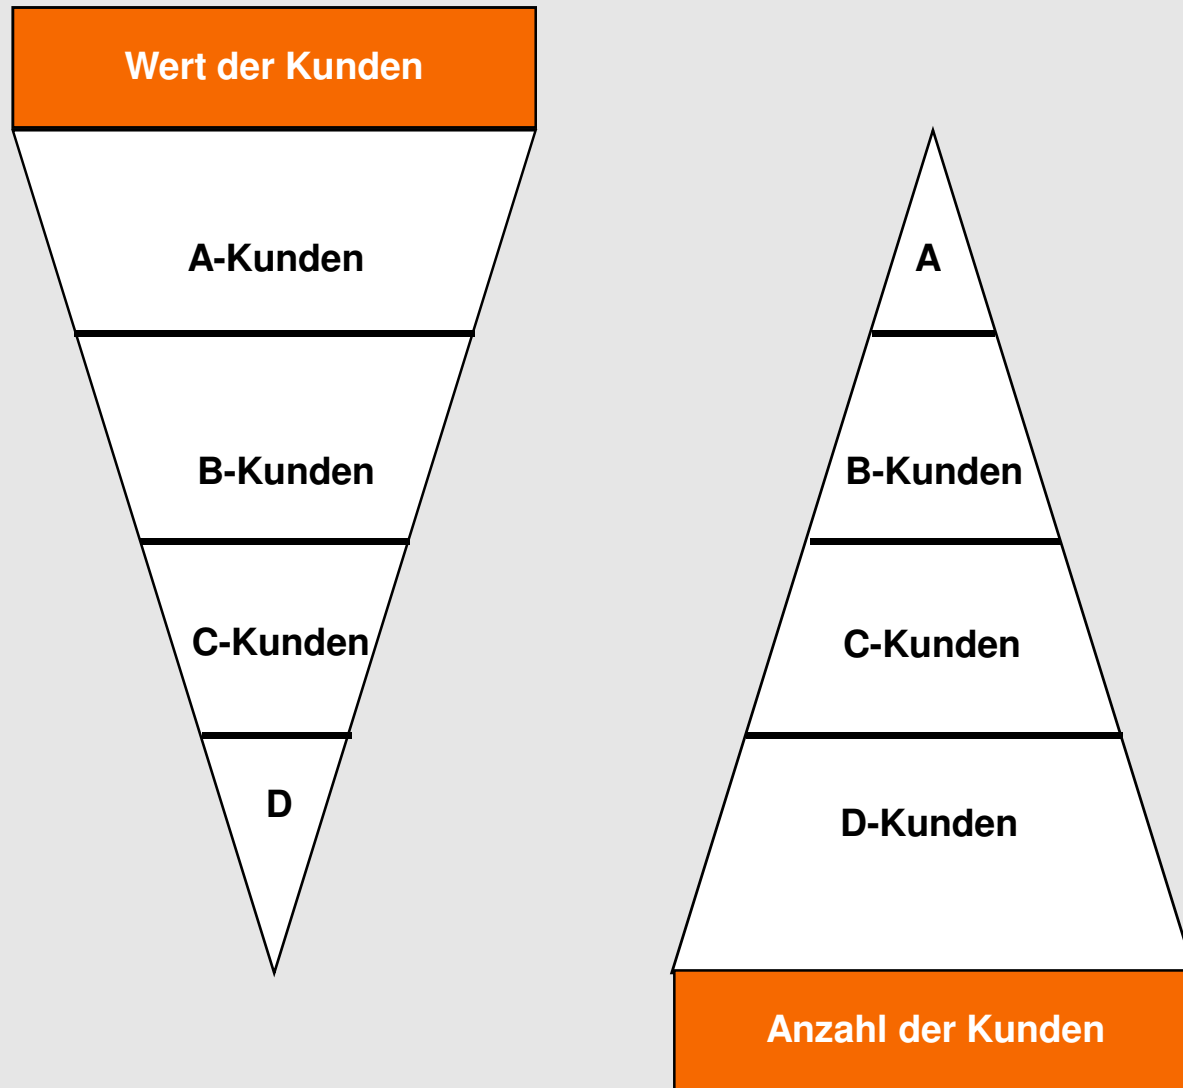 Wert der Kunden
A-Kunden
B-Kunden
C-Kunden
D
A
B-Kunden
C-Kunden
D-Kunden
Anzahl der Kunden